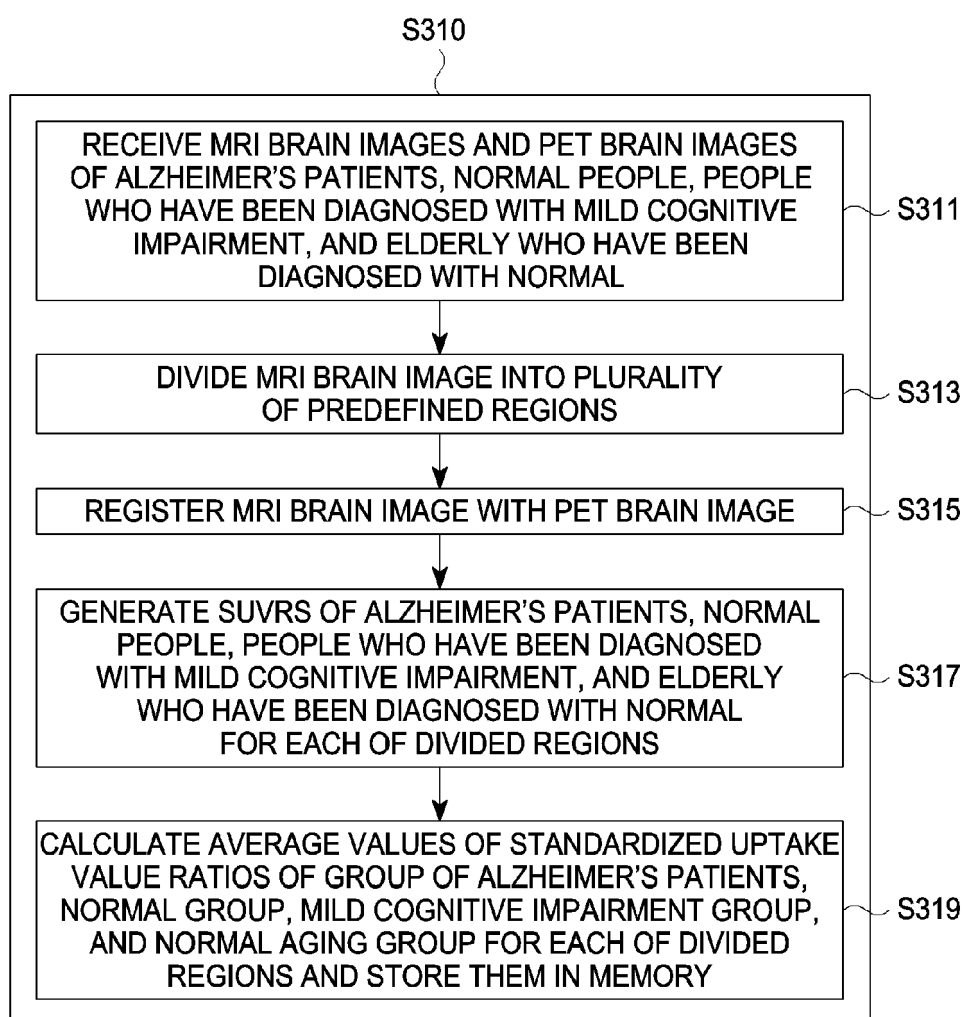 S310
RECEIVE MRI BRAIN IMAGES AND PET BRAIN IMAGES
OF ALZHEIMER'S PATIENTS, NORMAL PEOPLE, PEOPLE
WHO HAVE BEEN DIAGNOSED WITH MILD COGNITIVE
IMPAIRMENT, AND ELDERLY WHO HAVE BEEN
DIAGNOSED WITH NORMAL
S311
DIVIDE MRI BRAIN IMAGE INTO PLURALITY
OF PREDEFINED REGIONS
S313
REGISTER MRI BRAIN IMAGE WITH PET BRAIN IMAGE
S315
GENERATE SUVRS OF ALZHEIMER'S PATIENTS, NORMAL
PEOPLE, PEOPLE WHO HAVE BEEN DIAGNOSED
WITH MILD COGNITIVE IMPAIRMENT, AND ELDERLY
WHO HAVE BEEN DIAGNOSED WITH NORMAL
FOR EACH OF DIVIDED REGIONS
S317
CALCULATE AVERAGE VALUES OF STANDARDIZED UPTAKE
VALUE RATIOS OF GROUP OF ALZHEIMER'S PATIENTS,
NORMAL GROUP, MILD COGNITIVE IMPAIRMENT GROUP,
AND NORMAL AGING GROUP FOR EACH OF DIVIDED
REGIONS AND STORE THEM IN MEMORY
S319